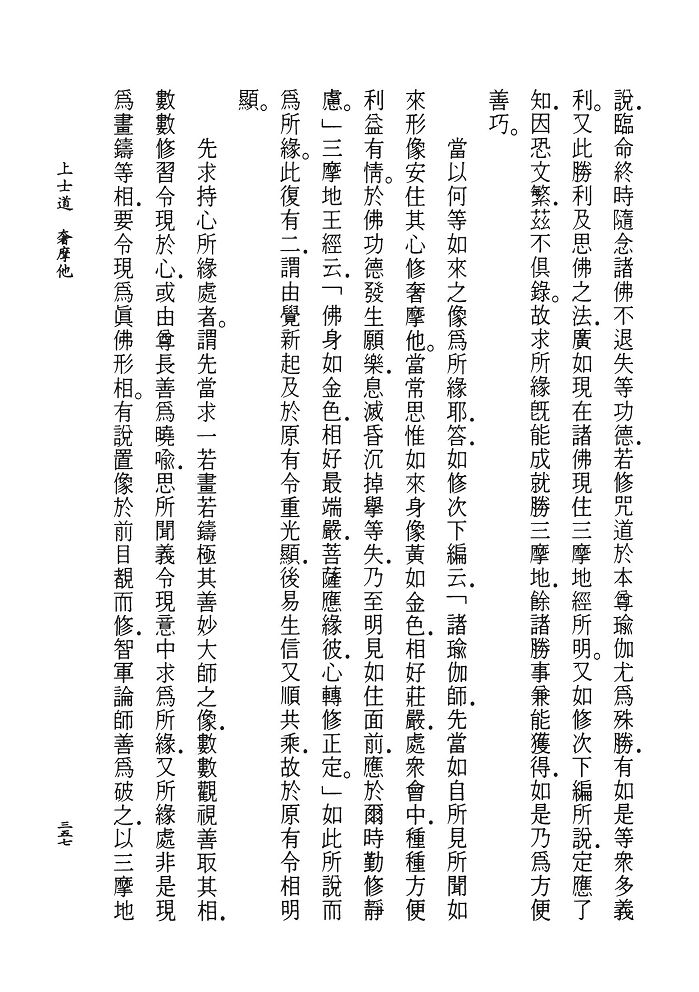 說．臨命終時隨念諸佛不退失等功德．若修咒道於本尊瑜伽尤爲殊勝．有如是等衆多義
利。又此勝利及思佛之法．廣如現在諸佛現住三摩地經所明。又如修次下編所說．定應了
知．因恐文繁．茲不俱錄。故求所緣旣能成就勝三摩地．餘諸勝事兼能獲得．如是乃爲方便
善巧。
當以何等如來之像爲所緣耶．答．如修次下編云．「諸瑜伽師．先當如自所見所聞如
來形像安住其心修奢摩他。當常思惟如來身像黃如金色．相好莊嚴．處衆會中．種種方便
利益有情。於佛功德發生願樂．息滅昏沉掉擧等失．乃至明見如住面前．應於爾時勤修靜
慮。」三摩地王經云．「佛身如金色．相好最端嚴．菩薩應緣彼．心轉修正定。」如此所說而
爲所緣。此復有二．謂由覺新起及於原有令重光顯．後易生信又順共乘．故於原有令相明
顯。
先求持心所緣處者。謂先當求一若畫若鑄極其善妙大師之像．數數觀視善取其相．
數數修習令現於心．或由尊長善爲曉喩．思所聞義令現意中求爲所緣．又所緣處非是現
爲畫鑄等相．要令現爲眞佛形相。有說置像於前目覩而修．智軍論師善爲破之．以三摩地
上士道 奢摩他
三五七